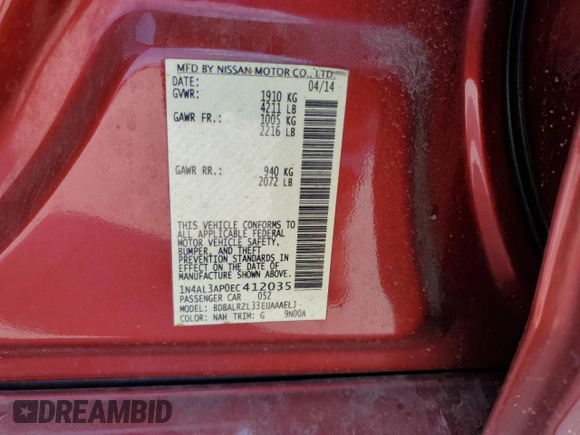 MFD BY NISSAN MOTOR CO., LTD.
DATE: 04/14
GVWR: 1910 KG
4211 LB
GAWR FR.: 1005 KG
2216 LB
GAWR RR.: 940 KG
2072 LB
THIS VEHICLE CONFORMS TO
ALL APPLICABLE FEDERAL
MOTOR VEHICLE SAFETY,
BUMPER, AND THEFT
PREVENTION STANDARDS IN
EFFECT ON THE DATE OF
MANUFACTURE SHOWN ABOVE.
1N4AL3AP0EC412035
PASSENGER CAR 052
MODEL: BDBALRZL33EUAAAELJ
COLOR: NAH TRIM: G 9N00A
DREAMBID